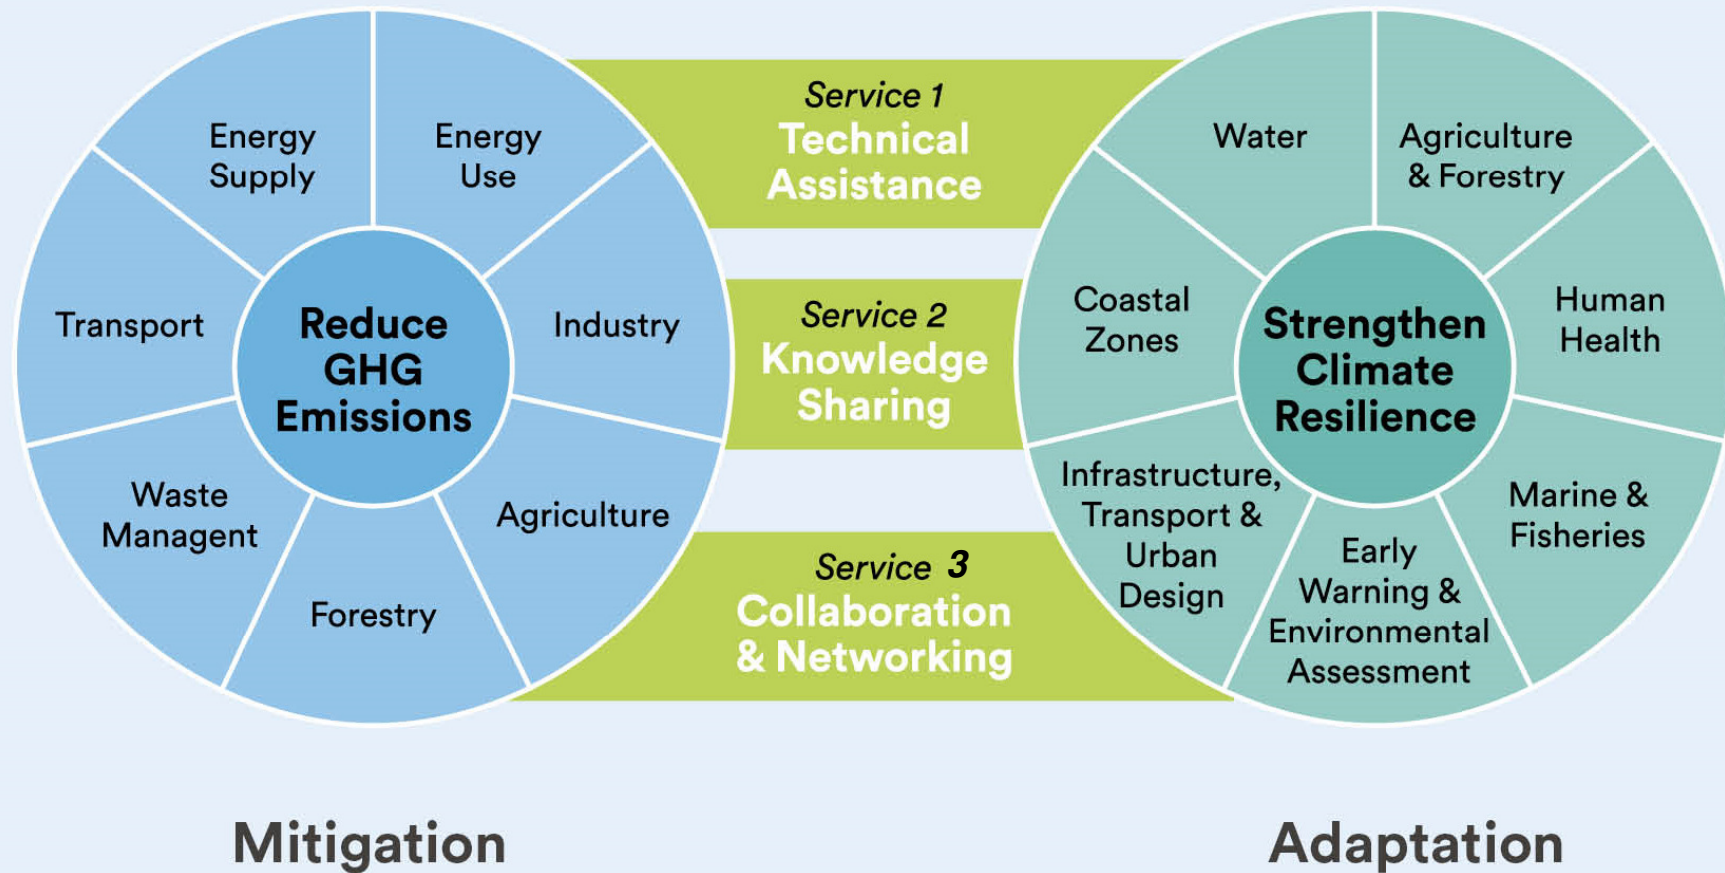 Energy
Supply
Energy
Use
Transport
Reduce
GHG
Emissions
Industry
Waste
Managent
Agriculture
Forestry
Service 1
Technical
Assistance
Service 2
Knowledge
Sharing
Service 3
Collaboration
& Networking
Water
Agriculture
& Forestry
Coastal
Zones
Strengthen
Climate
Resilience
Human
Health
Infrastructure,
Transport &
Urban
Design
Early
Warning &
Environmental
Assessment
Marine &
Fisheries
Mitigation
Adaptation